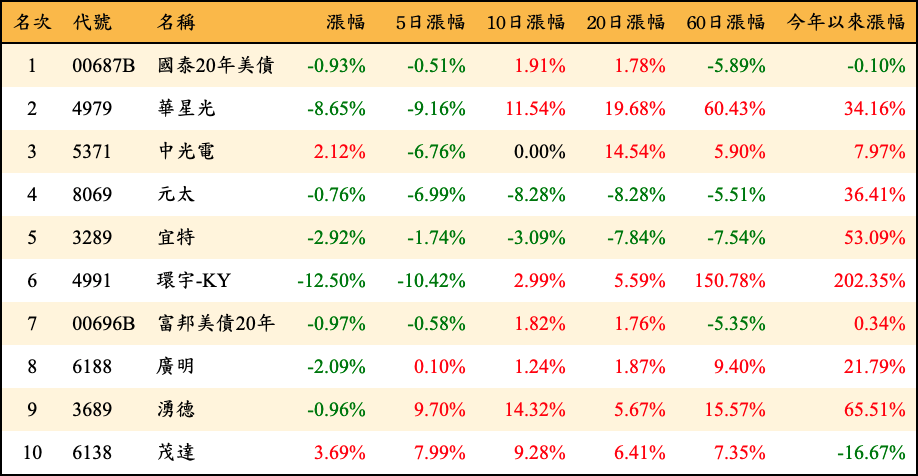 名次 代號 名稱 漲幅 5日漲幅 10日漲幅 20日漲幅 60日漲幅 今年以來漲幅
1 00687B 國泰20年美債 -0.93% -0.51% 1.91% 1.78% -5.89% -0.10%
2 4979 華星光 -8.65% -9.16% 11.54% 19.68% 60.43% 34.16%
3 5371 中光電 2.12% -6.76% 0.00% 14.54% 5.90% 7.97%
4 8069 元太 -0.76% -6.99% -8.28% -8.28% -5.51% 36.41%
5 3289 宜特 -2.92% -1.74% -3.09% -7.84% -7.54% 53.09%
6 4991 環宇-KY -12.50% -10.42% 2.99% 5.59% 150.78% 202.35%
7 00696B 富邦美債20年 -0.97% -0.58% 1.82% 1.76% -5.35% 0.34%
8 6188 廣明 -2.09% 0.10% 1.24% 1.87% 9.40% 21.79%
9 3689 湧德 -0.96% 9.70% 14.32% 5.67% 15.57% 65.51%
10 6138 茂達 3.69% 7.99% 9.28% 6.41% 7.35% -16.67%